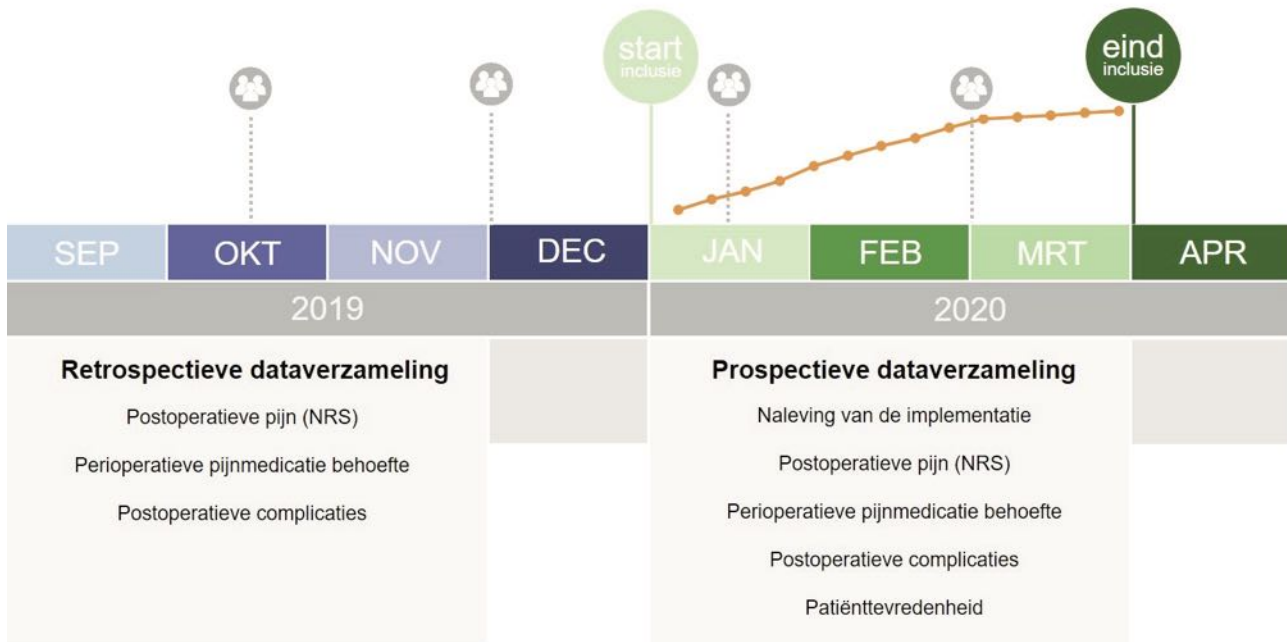 start
inclusie
eind
inclusie
SEP OKT NOV DEC JAN FEB MRT APR
2019 2020
Retrospectieve dataverzameling
Postoperatieve pijn (NRS)
Perioperatieve pijnmedicatie behoefte
Postoperatieve complicaties
Prospectieve dataverzameling
Naleving van de implementatie
Postoperatieve pijn (NRS)
Perioperatieve pijnmedicatie behoefte
Postoperatieve complicaties
Patiënttevredenheid